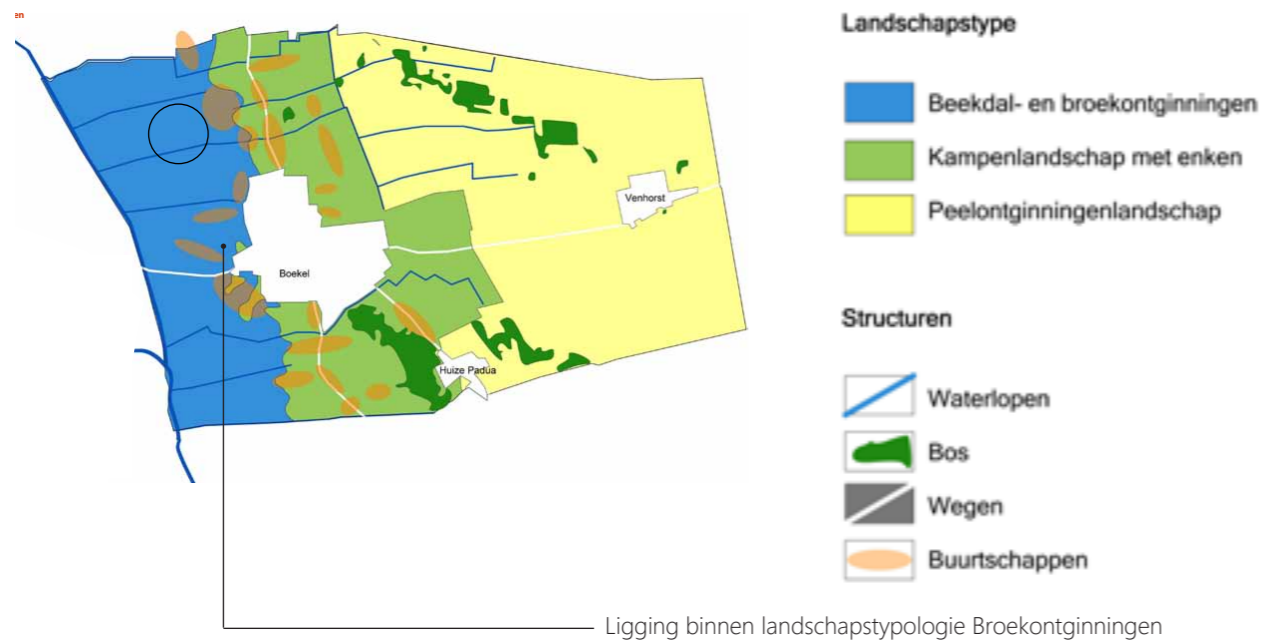 en
Landschapstype
Beekdal- en broekontginningen
Kampenlandschap met enken
Peelontginningenlandschap
Venhorst
Boekel
Huize Padua
Structuren
Waterlopen
Bos
Wegen
Buurtschappen
Ligging binnen landschapstypologie Broekontginningen